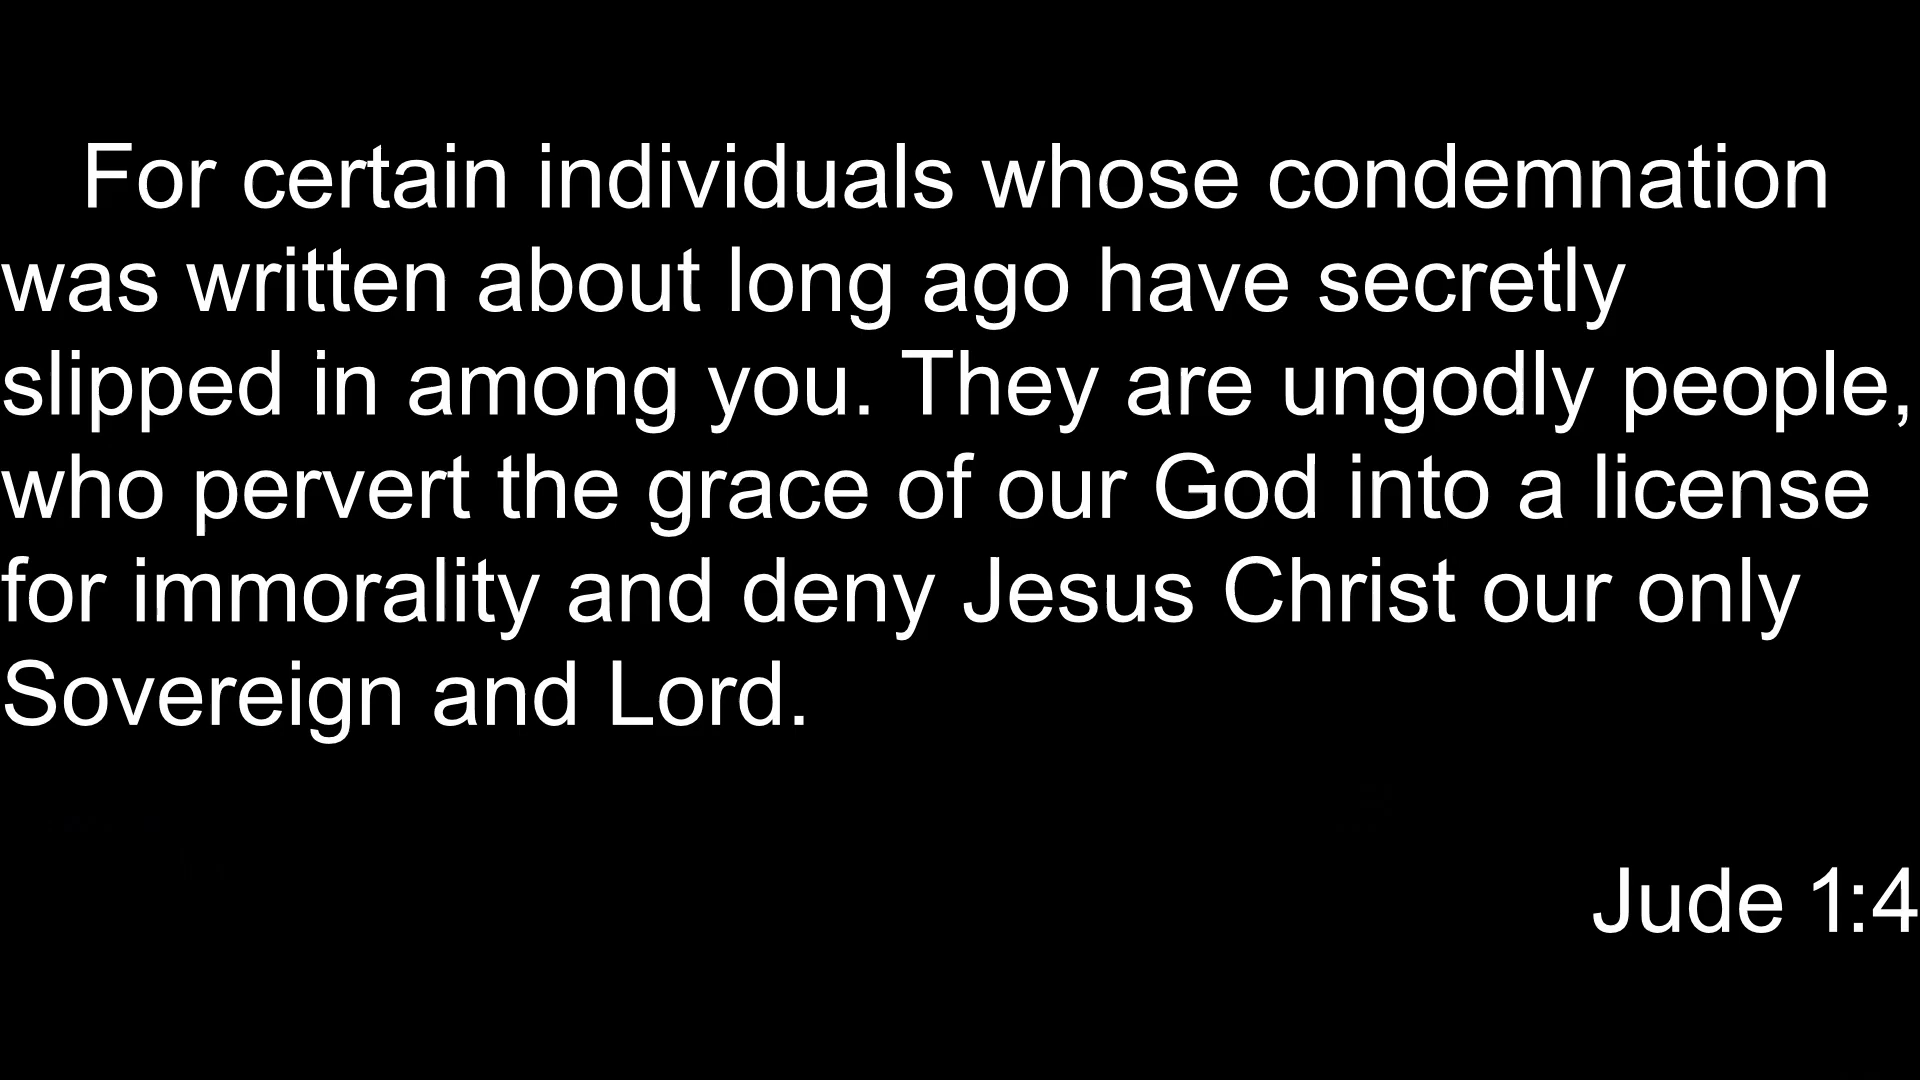 For certain individuals whose condemnation
was written about long ago have secretly
slipped in among you. They are ungodly people,
who pervert the grace of our God into a license
for immorality and deny Jesus Christ our only
Sovereign and Lord.
Jude 1:4